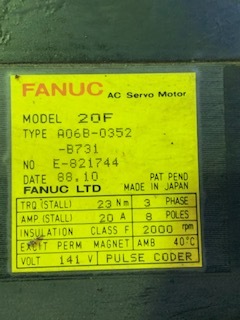 FANUC AC Servo Motor
MODEL 20F
TYPE A06B-0352
-B731
NO E-821744
DATE 88.10 PAT PEND
FANUC LTD MADE IN JAPAN
TRQ (STALL) 23 Nm 3 PHASE
AMP (STALL) 20 A 8 POLES
INSULATION CLASS F 2000 rpm
EXCIT PERM MAGNET AMB 40°C
VOLT 141 V PULSE CODER